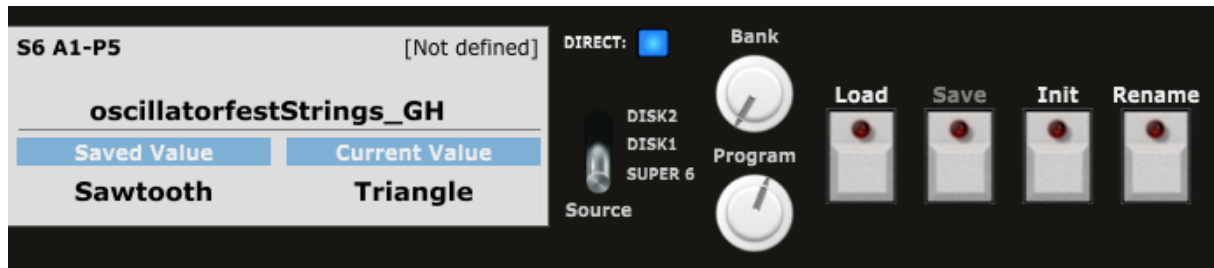 S6 A1-P5 [Not defined]
oscillatorfestStrings_GH
Saved Value Current Value
Sawtooth Triangle
DIRECT:
DISK2
DISK1
SUPER 6
Source
Bank
Program
Load Save Init Rename